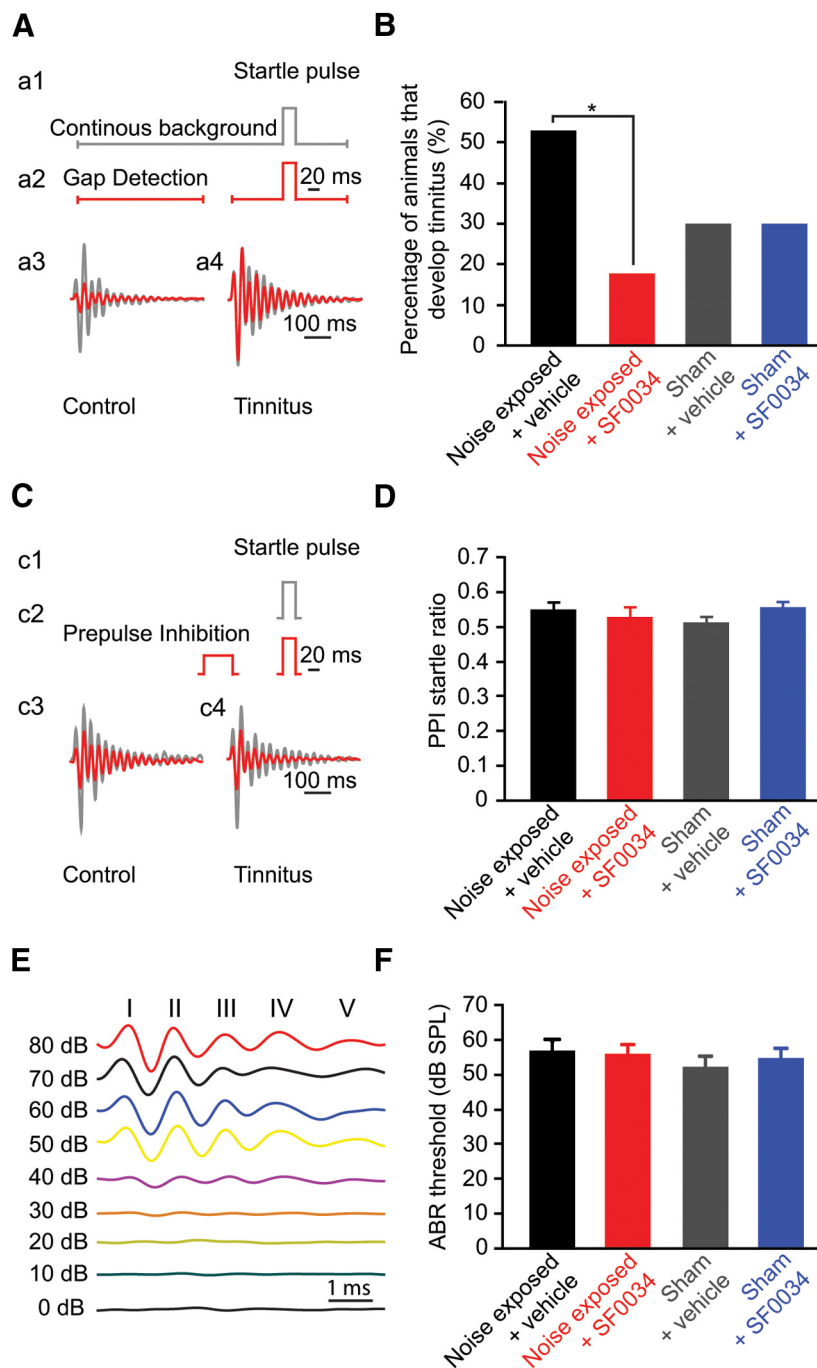 A
a1
Startle pulse
Continous background
a2
Gap Detection
20 ms
a3
a4
100 ms
Control
Tinnitus
B
Percentage of animals that
develop tinnitus (%)
60
50
40
30
20
10
0
*
Noise exposed
+ vehicle
Noise exposed
+ SF0034
Sham
+ vehicle
Sham
+ SF0034
C
c1
Startle pulse
c2
Prepulse Inhibition
20 ms
c3
c4
100 ms
Control
Tinnitus
D
PPI startle ratio
0.7
0.6
0.5
0.4
0.3
0.2
0.1
0
Noise exposed
+ vehicle
Noise exposed
+ SF0034
Sham
+ vehicle
Sham
+ SF0034
E
I II III IV V
80 dB
70 dB
60 dB
50 dB
40 dB
30 dB
20 dB
10 dB
0 dB
1 ms
F
ABR threshold (dB SPL)
70
60
50
40
30
20
10
0
Noise exposed
+ vehicle
Noise exposed
+ SF0034
Sham
+ vehicle
Sham
+ SF0034